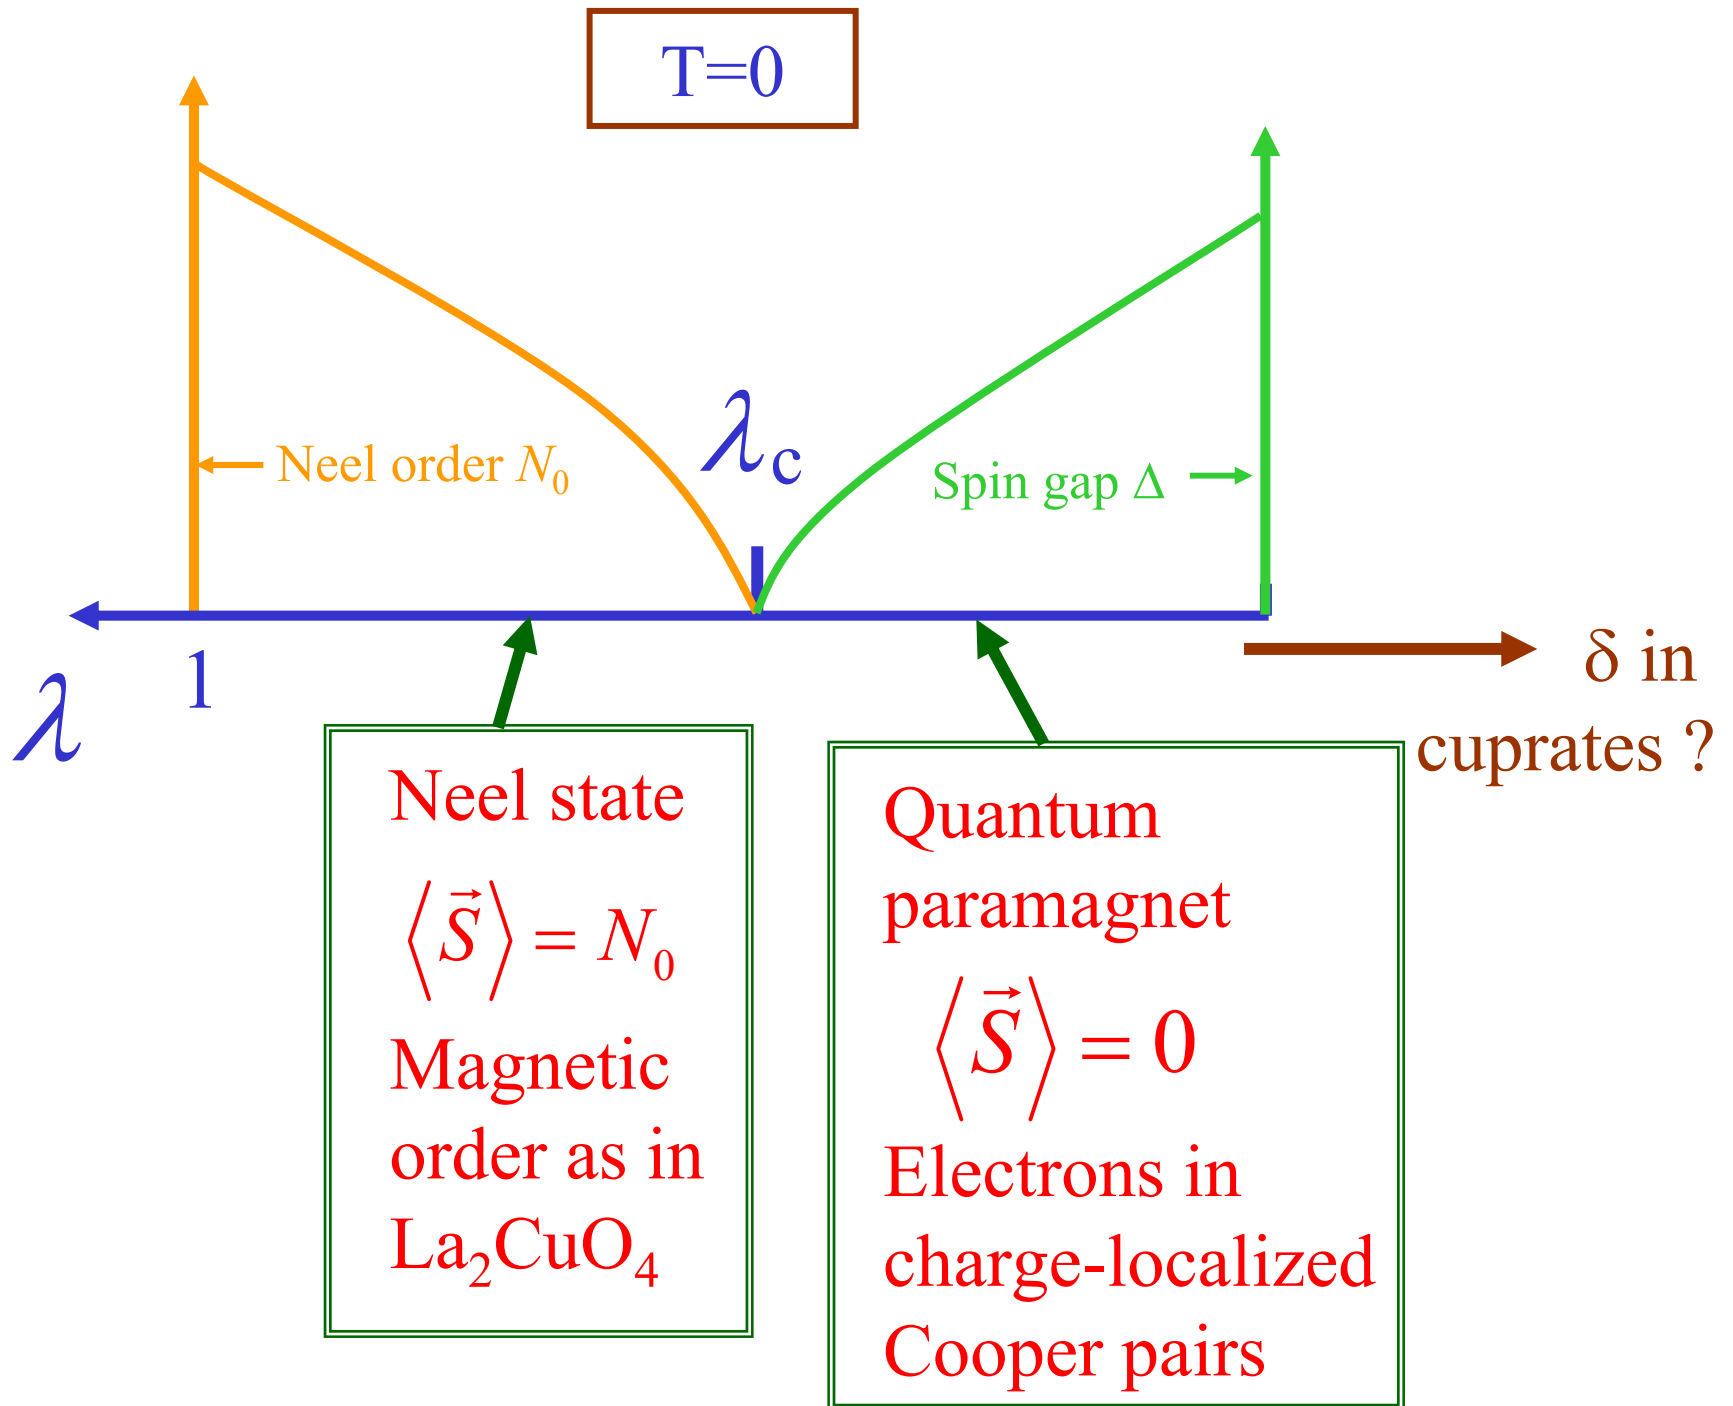 T=0
λc
Neel order N0
Spin gap Δ
1
λ
δ in
cuprates ?
Neel state
⟨S⃗⟩ = N0
Magnetic
order as in
La2CuO4
Quantum
paramagnet
⟨S⃗⟩ = 0
Electrons in
charge-localized
Cooper pairs